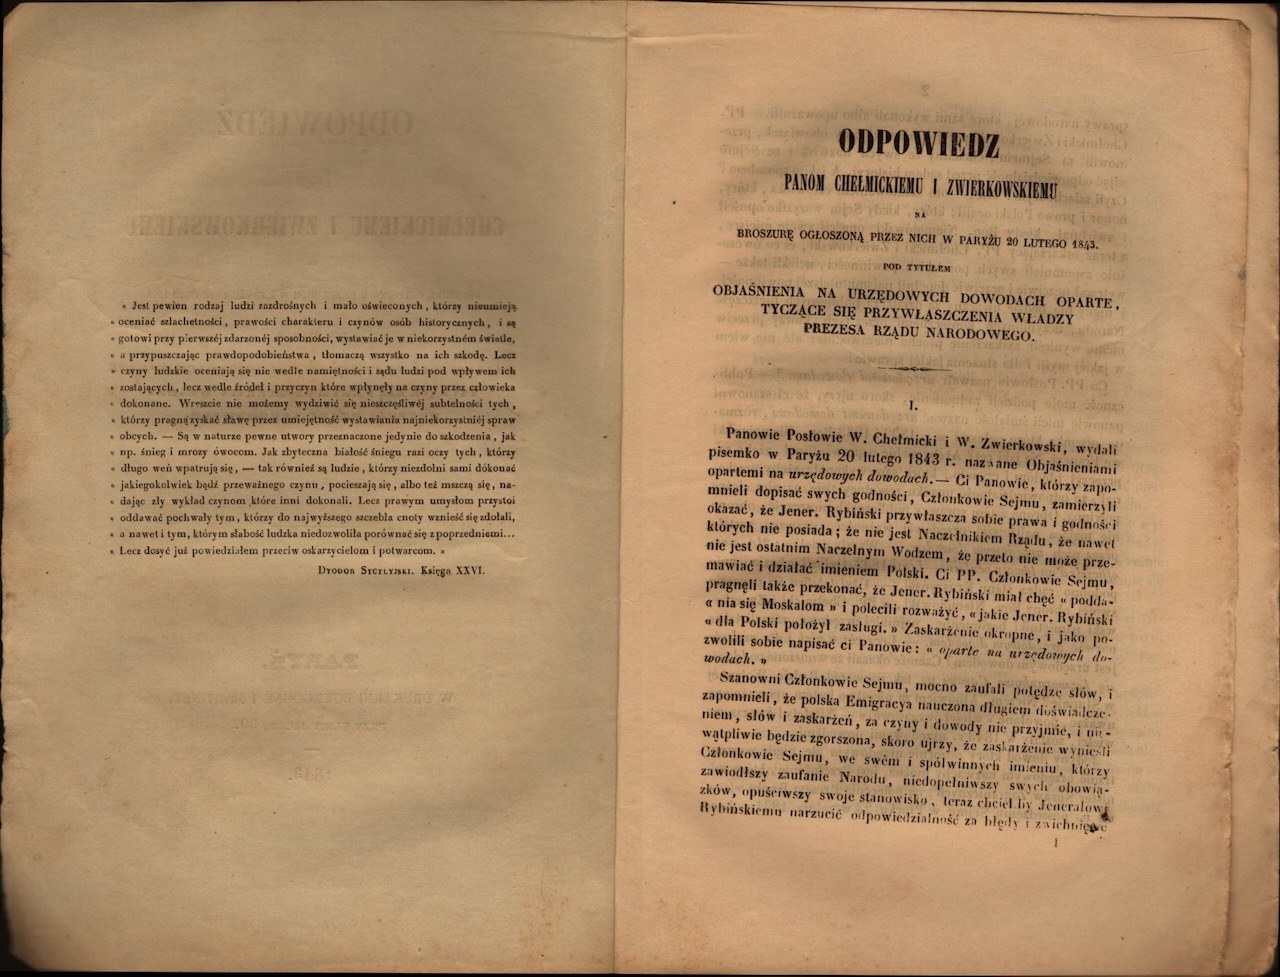 « Jest pewien rodzaj ludzi zazdrośnych i mało oświeconych, którzy nieumieją
« oceniać szlachetności, prawości charakteru i czynów osób historycznych, i są
« gotowi przy pierwszéj zdarzonéj sposobności, wystawiać je w niekorzystném świetle,
« a przypuszczając prawdopodobieństwa, tłomaczą wszystko na ich szkodę. Lecz
« czyny ludzkie oceniają się nie wedle namiętności i sądu ludzi pod wpływem ich
« zostających, lecz wedle źródeł i przyczyn które wpłynęły na czyny przez człowieka
« dokonane. Wreszcie nie możemy wydziwić się nieszczęśliwéj subtelności tych,
« którzy pragną zyskać sławę przez umiejętność wystawiania najniekorzystniéj spraw
« obcych. — Są w naturze pewne utwory przeznaczone jedynie do szkodzenia, jak
« np. śnieg i mrozy ówocom. Jak zbyteczna białość śniegu razi oczy tych, którzy
« długo weń wpatrują się, — tak również są ludzie, którzy niezdolni sami dókonać
« jakiegokolwiek bądź przeważnego czynu, pocieszają się, albo też mszczą się, na-
« dając zły wykład czynom które inni dokonali. Lecz prawym umysłom przystoi
« oddawać pochwały tym, którzy do najwyższego szczebla cnoty wznieść się zdołali,
« a nawet i tym, którym słabość ludzka niedozwoliła porównać się z poprzedniemi...
« Lecz dosyć już powiedziałem przeciw oskarzycielom i potwarcom. »
Dyodor Sycylyjski. Księga XXVI.
ODPOWIEDZ
PANOM CHEŁMICKIEMU I ZWIERKOWSKIEMU
NA
BROSZURĘ OGŁOSZONĄ PRZEZ NICH W PARYŻU 20 LUTEGO 1843.
POD TYTUŁEM
OBJAŚNIENIA NA URZĘDOWYCH DOWODACH OPARTE,
TYCZĄCE SIĘ PRZYWŁASZCZENIA WŁADZY
PREZESA RZĄDU NARODOWEGO.
I.
Panowie Posłowie W. Chełmicki i W. Zwierkowski, wydali
pisemko w Paryżu 20 lutego 1843 r. nazwane Objaśnieniami
opartemi na urzędowych dowodach. — Ci Panowie, którzy zapo-
mnieli dopisać swych godności, Członkowie Sejmu, zamierzyli
okazać, że Jener. Rybiński przywłaszcza sobie prawa i godności
których nie posiada; że nie jest Naczelnikiem Rządu, że nawet
nie jest ostatnim Naczelnym Wodzem, że przeto nie może prze-
mawiać i działać imieniem Polski. Ci PP. Członkowie Sejmu,
pragnęli także przekonać, że Jener. Rybiński miał chęć « podda-
« nia się Moskalom » i polecili rozważyć, « jakie Jener. Rybiński
« dla Polski położył zasługi. » Zaskarżenie okropne, i jako po-
zwolili sobie napisać ci Panowie: « oparte na urzędowych do-
wodach. »
Szanowni Członkowie Sejmu, mocno zaufali potędze słów, i
zapomnieli, że polska Emigracya nauczona długiem doświadcze-
niem, słów i zaskarżeń, za czyny i dowody nie przyjmie, i nie-
wątpliwie będzie zgorszona, skoro ujrzy, że zaskarżenie wynieśli
Członkowie Sejmu, we swém i spólwinnych imieniu, którzy
zawiodłszy zaufanie Narodu, niedopełniwszy swych obowią-
zków, opuściwszy swoje stanowisko, teraz chcieliby Jenerałowi
Rybińskiemu narzucić odpowiedzialność za błędy i zwichnięcie
1